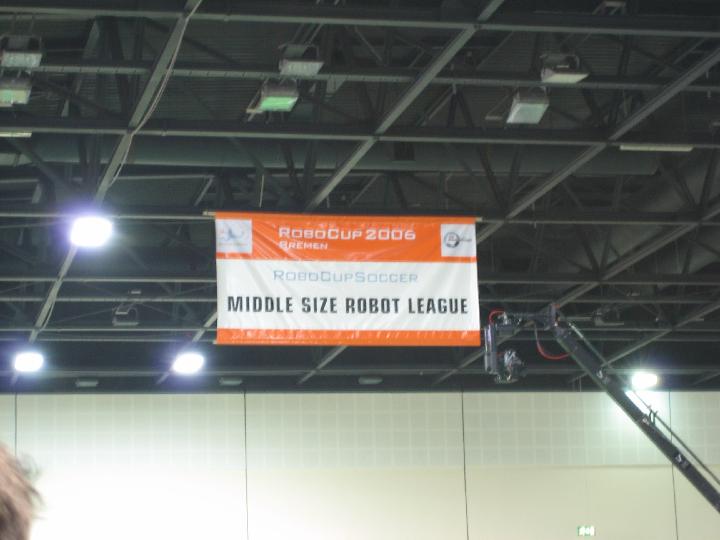 RoboCup 2006
Bremen
RoboCupSoccer
MIDDLE SIZE ROBOT LEAGUE